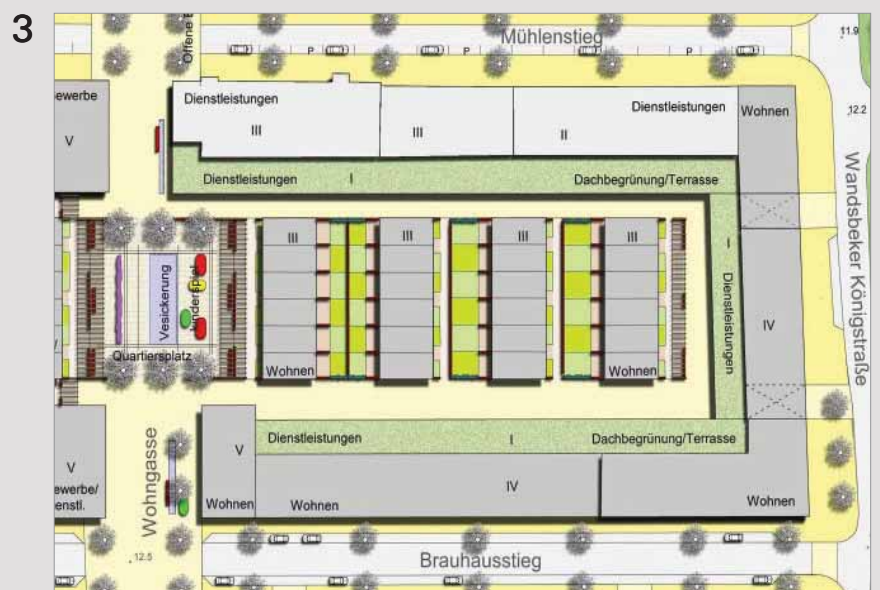 3
Offene
Mühlenstieg
P
P
P
11.9
12.2
ewerbe
V
Dienstleistungen
III
III
II
Dienstleistungen
Wohnen
Dienstleistungen
I
Dachbegrünung/Terrasse
Wandsbeker Königstraße
III
III
III
III
I
Dienstleistungen
IV
Vesickerung
Kinderspiel
Quartiersplatz
Wohnen
Wohnen
Wohngasse
V
ewerbe/
enstl.
V
Wohnen
Dienstleistungen
I
Dachbegrünung/Terrasse
Wohnen
IV
Wohnen
12.5
Brauhausstieg